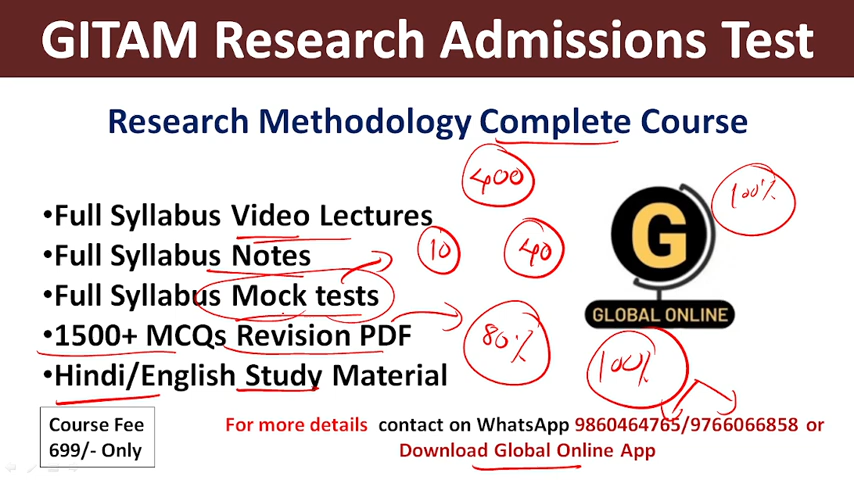 GITAM Research Admissions Test
Research Methodology Complete Course
400
100%
•Full Syllabus Video Lectures
•Full Syllabus Notes
10
40
G
•Full Syllabus Mock tests
GLOBAL ONLINE
•1500+ MCQs Revision PDF
80%
100%
•Hindi/English Study Material
Course Fee
699/- Only
For more details contact on WhatsApp 9860464765/9766066858 or
Download Global Online App